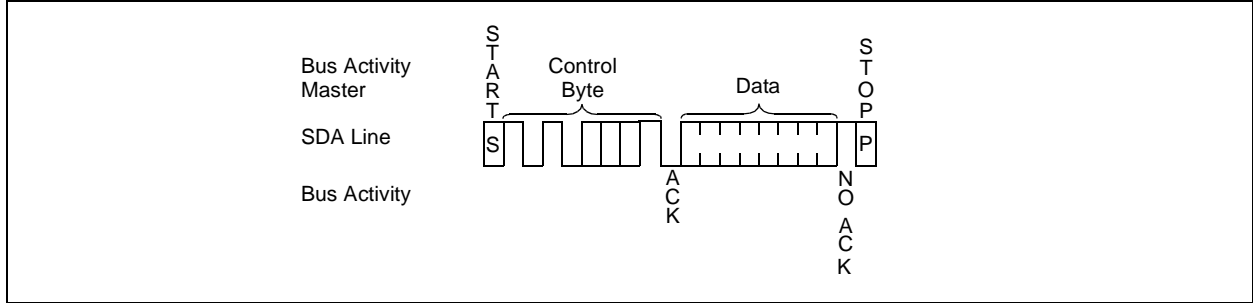 START
STOP
Bus Activity
Master
Control
Byte
Data
SDA Line
S
P
Bus Activity
ACK
NO ACK